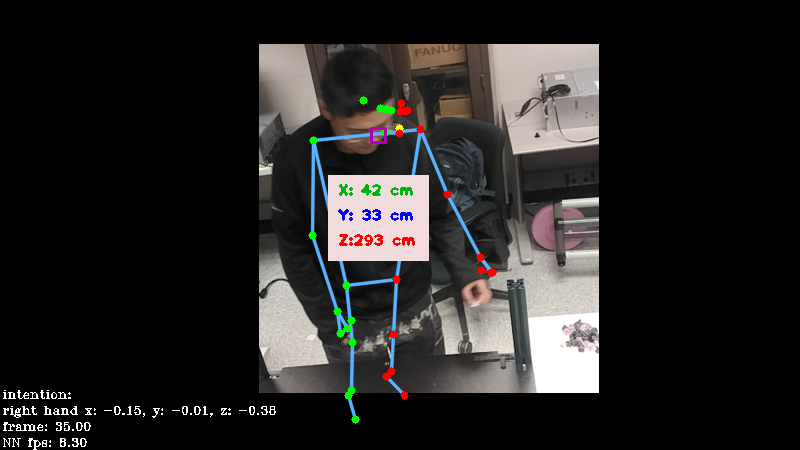 FANUC
X: 42 cm
Y: 33 cm
Z:293 cm
intention:
right hand x: -0.15, y: -0.01, z: -0.38
frame: 35.00
NN fps: 8.30